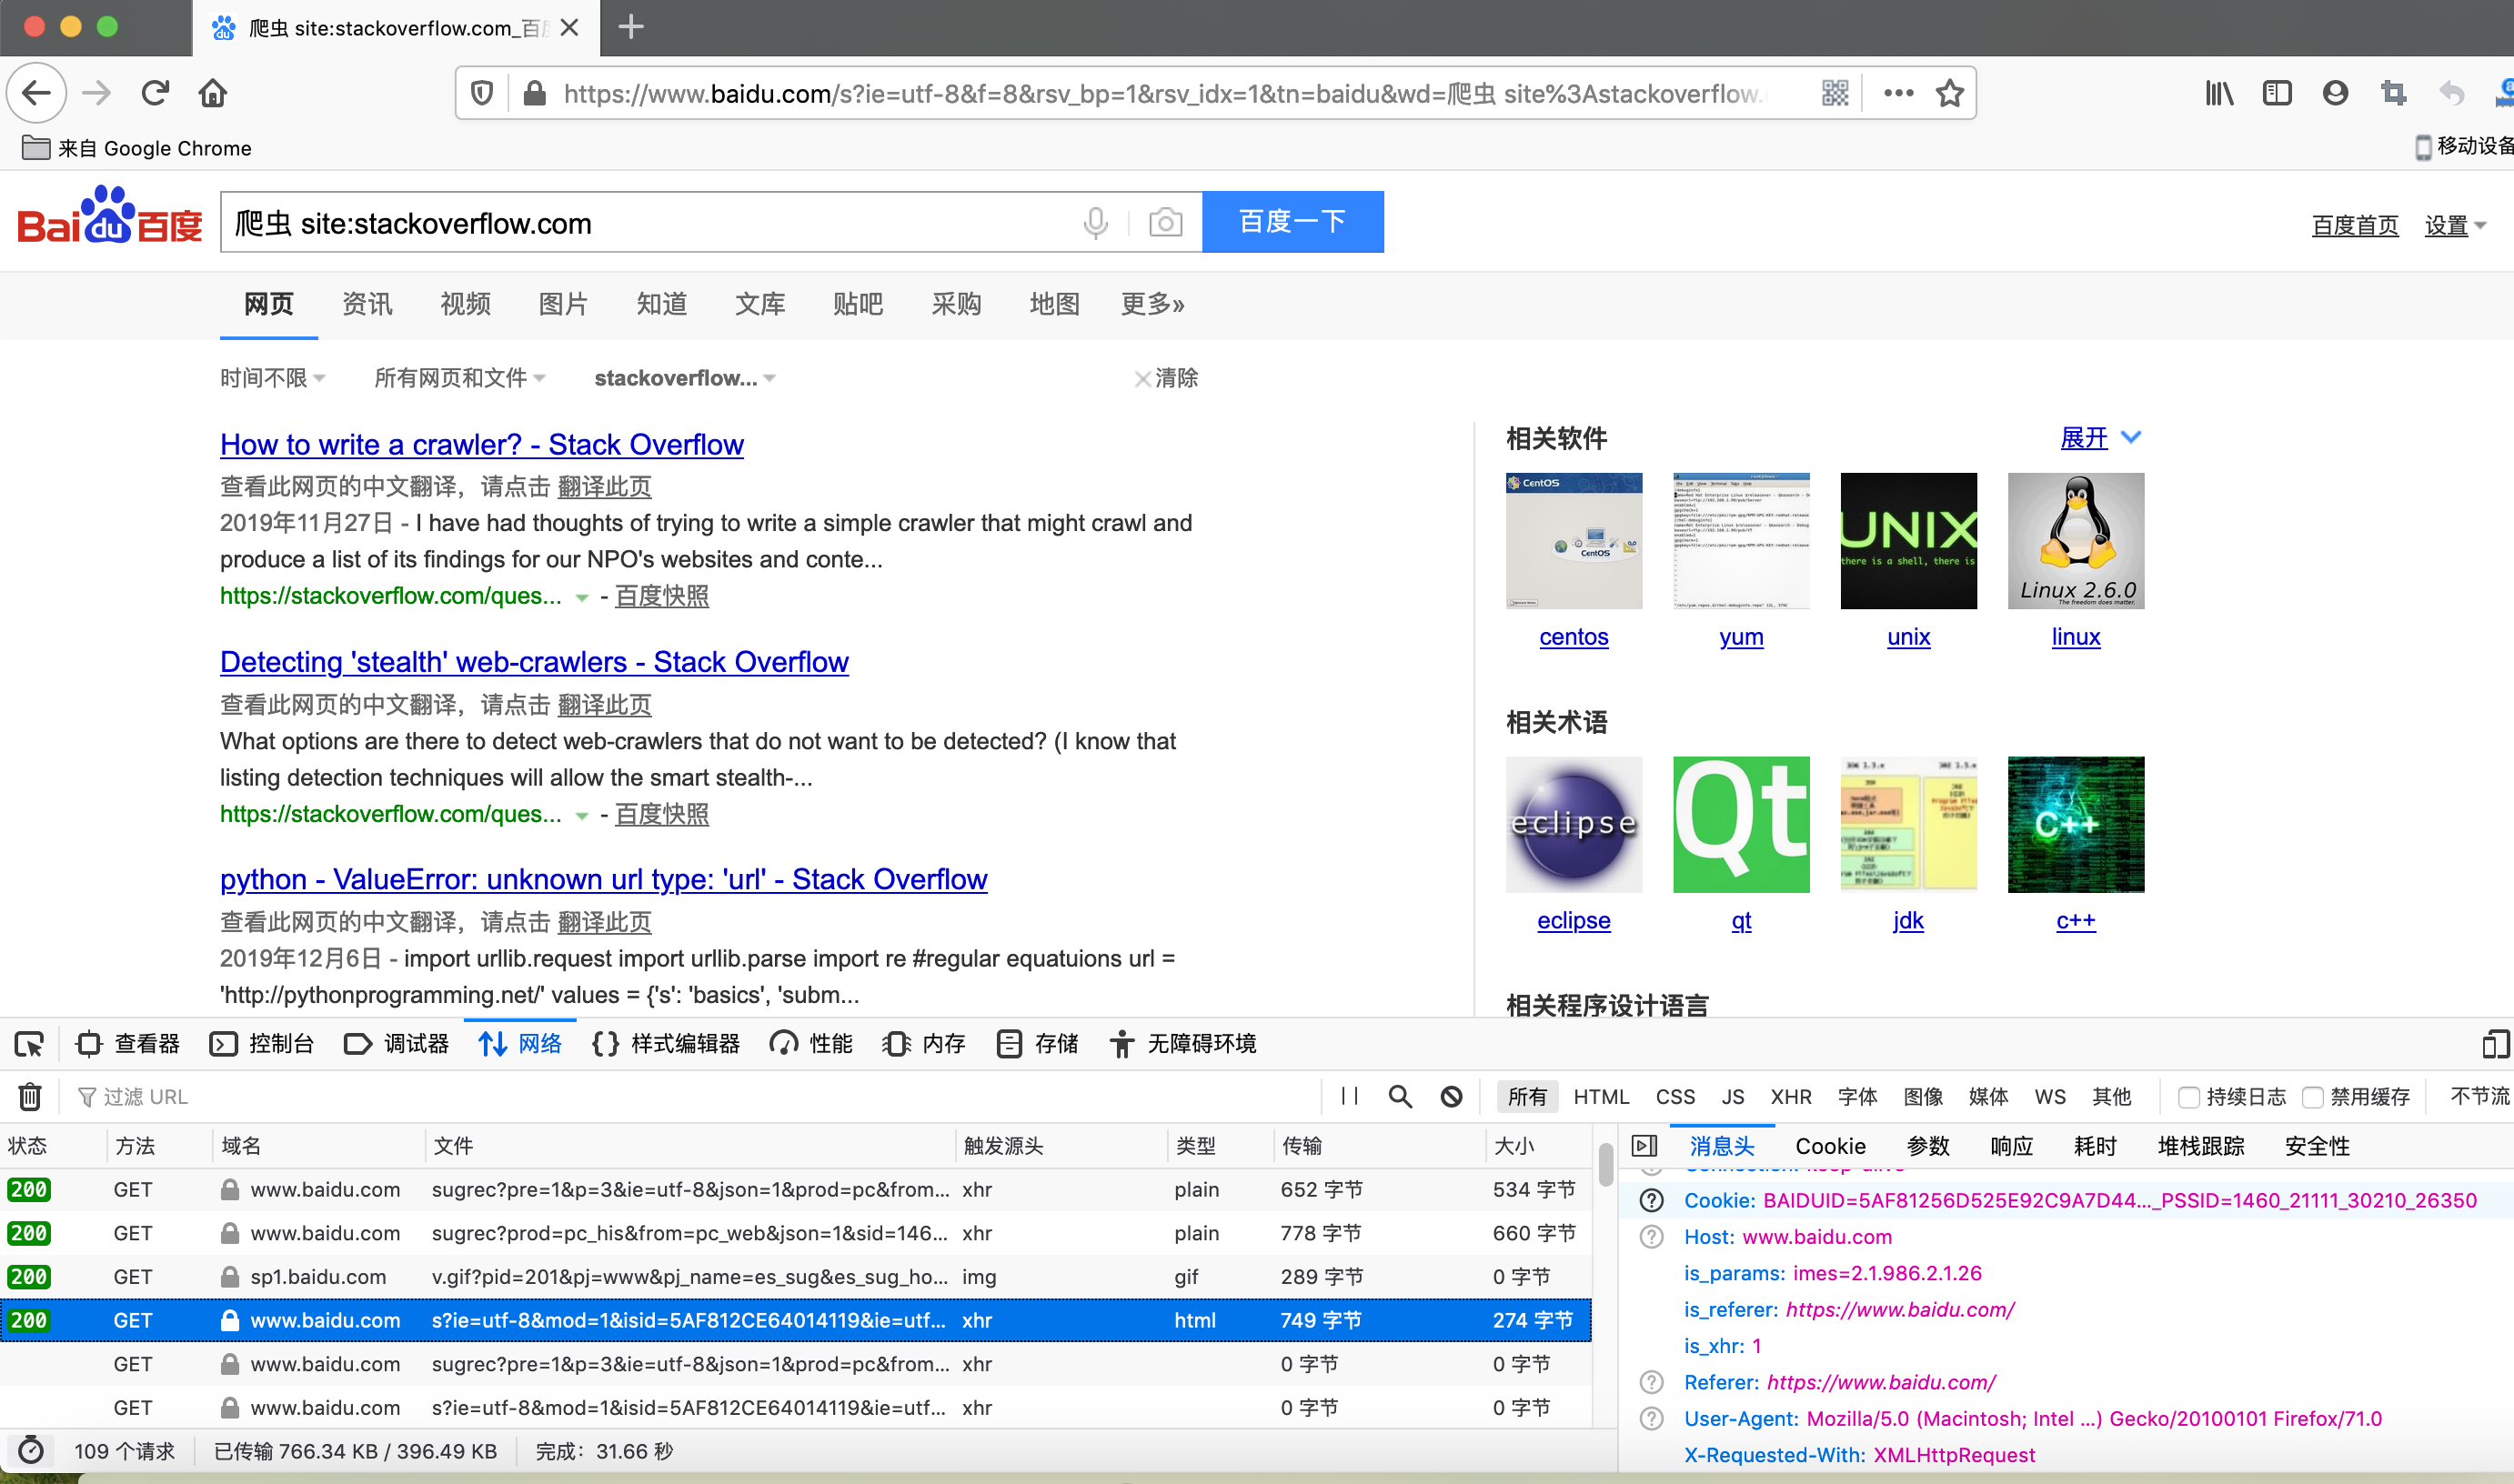 爬虫 site:stackoverflow.com_百
https://www.baidu.com/s?ie=utf-8&f=8&rsv_bp=1&rsv_idx=1&tn=baidu&wd=爬虫 site%3Astackoverflow.
来自 Google Chrome
移动设备
Bai du 百度
爬虫 site:stackoverflow.com
百度一下
百度首页 设置
网页 资讯 视频 图片 知道 文库 贴吧 采购 地图 更多»
时间不限 所有网页和文件 stackoverflow... 清除
How to write a crawler? - Stack Overflow
查看此网页的中文翻译，请点击 翻译此页
2019年11月27日 - I have had thoughts of trying to write a simple crawler that might crawl and
produce a list of its findings for our NPO's websites and conte...
https://stackoverflow.com/ques... - 百度快照
Detecting 'stealth' web-crawlers - Stack Overflow
查看此网页的中文翻译，请点击 翻译此页
What options are there to detect web-crawlers that do not want to be detected? (I know that
listing detection techniques will allow the smart stealth-...
https://stackoverflow.com/ques... - 百度快照
python - ValueError: unknown url type: 'url' - Stack Overflow
查看此网页的中文翻译，请点击 翻译此页
2019年12月6日 - import urllib.request import urllib.parse import re #regular equatuions url =
'http://pythonprogramming.net/' values = {'s': 'basics', 'subm...
相关软件 展开
CentOS
CentOS
UNIX
there is a shell, there is
Linux 2.6.0
The freedom does matter.
centos yum unix linux
相关术语
eclipse
Qt
C++
eclipse qt jdk c++
相关程序设计语言
查看器 控制台 调试器 网络 样式编辑器 性能 内存 存储 无障碍环境
过滤 URL
所有 HTML CSS JS XHR 字体 图像 媒体 WS 其他 持续日志 禁用缓存 不节流
状态 方法 域名 文件 触发源头 类型 传输 大小
200 GET www.baidu.com sugrec?pre=1&p=3&ie=utf-8&json=1&prod=pc&from... xhr plain 652 字节 534 字节
200 GET www.baidu.com sugrec?prod=pc_his&from=pc_web&json=1&sid=146... xhr plain 778 字节 660 字节
200 GET sp1.baidu.com v.gif?pid=201&pj=www&pj_name=es_sug&es_sug_ho... img gif 289 字节 0 字节
200 GET www.baidu.com s?ie=utf-8&mod=1&isid=5AF812CE64014119&ie=utf... xhr html 749 字节 274 字节
GET www.baidu.com sugrec?pre=1&p=3&ie=utf-8&json=1&prod=pc&from... xhr 0 字节 0 字节
GET www.baidu.com s?ie=utf-8&mod=1&isid=5AF812CE64014119&ie=utf... xhr 0 字节 0 字节
109 个请求 已传输 766.34 KB / 396.49 KB 完成：31.66 秒
消息头 Cookie 参数 响应 耗时 堆栈跟踪 安全性
Connection: keep-alive
Cookie: BAIDUID=5AF81256D525E92C9A7D44..._PSSID=1460_21111_30210_26350
Host: www.baidu.com
is_params: imes=2.1.986.2.1.26
is_referer: https://www.baidu.com/
is_xhr: 1
Referer: https://www.baidu.com/
User-Agent: Mozilla/5.0 (Macintosh; Intel ...) Gecko/20100101 Firefox/71.0
X-Requested-With: XMLHttpRequest